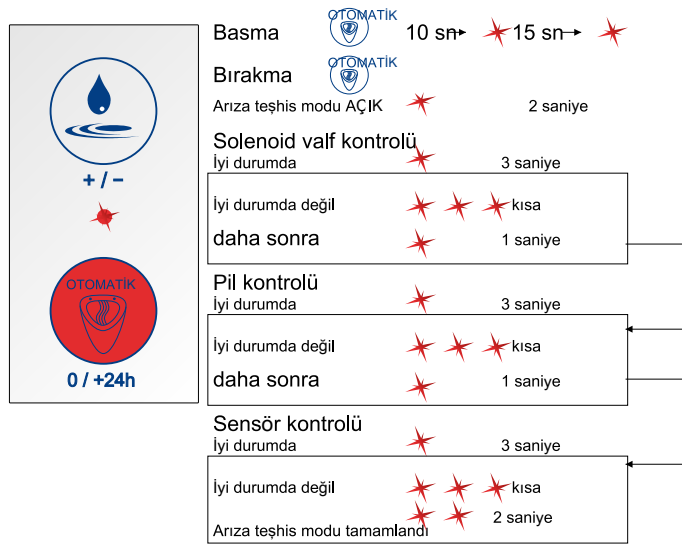 + / −
OTOMATİK
0 / +24h
Basma OTOMATİK 10 sn 15 sn
Bırakma OTOMATİK
Arıza teşhis modu AÇIK 2 saniye
Solenoid valf kontrolü
İyi durumda 3 saniye
İyi durumda değil kısa
daha sonra 1 saniye
Pil kontrolü
İyi durumda 3 saniye
İyi durumda değil kısa
daha sonra 1 saniye
Sensör kontrolü
İyi durumda 3 saniye
İyi durumda değil kısa
2 saniye
Arıza teşhis modu tamamlandı